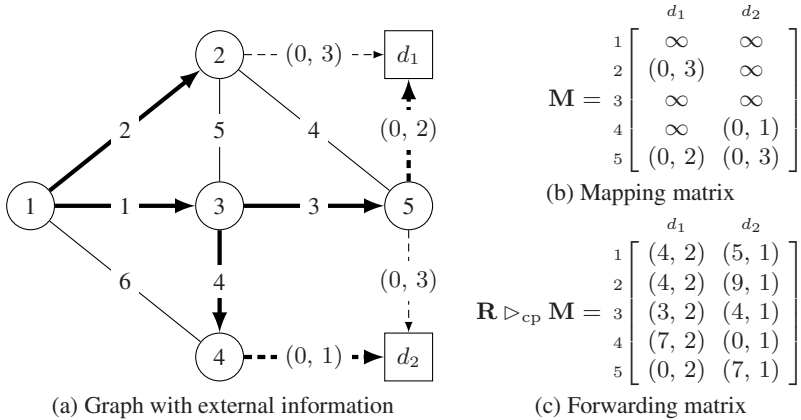 2 (0, 3) d₁
2 5 4 (0, 2)
1 1 3 3 5
6 4 (0, 3)
4 (0, 1) d₂
(a) Graph with external information
d₁ d₂
1 ∞ ∞
2 (0, 3) ∞
M = 3 ∞ ∞
4 ∞ (0, 1)
5 (0, 2) (0, 3)
(b) Mapping matrix
d₁ d₂
1 (4, 2) (5, 1)
2 (4, 2) (9, 1)
R ▷cp M = 3 (3, 2) (4, 1)
4 (7, 2) (0, 1)
5 (0, 2) (7, 1)
(c) Forwarding matrix